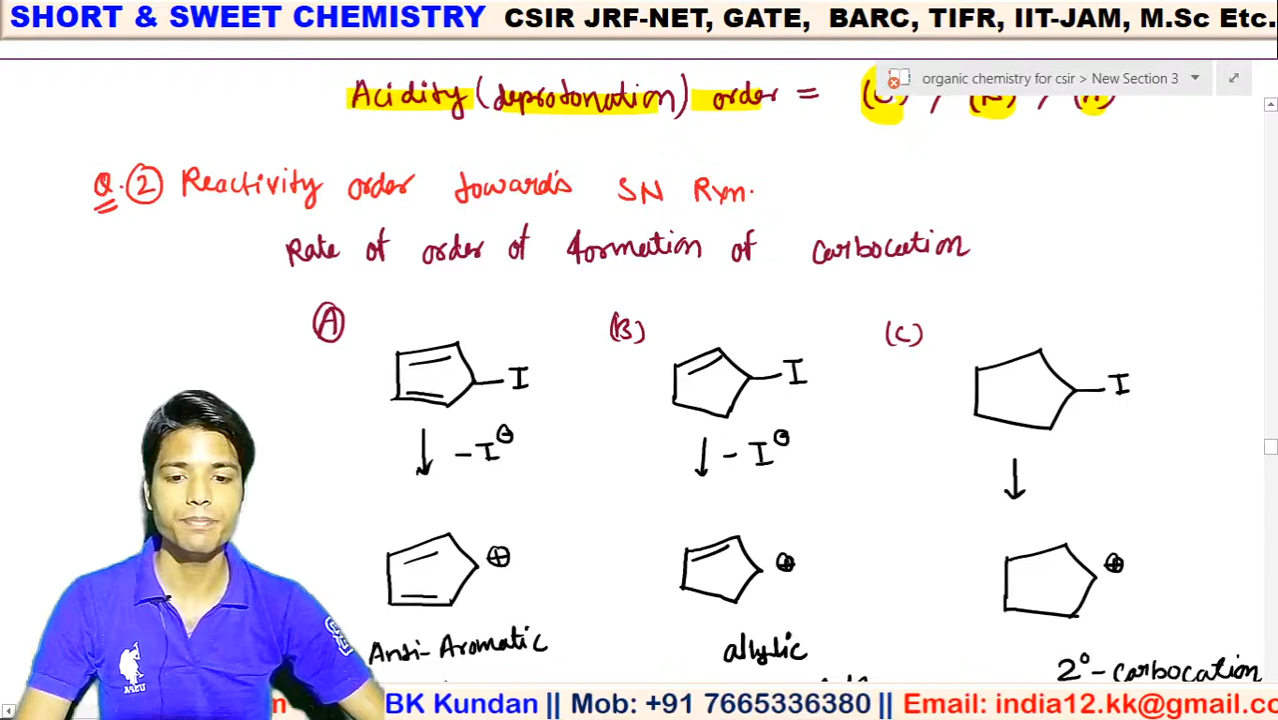 SHORT & SWEET CHEMISTRY CSIR JRF-NET, GATE, BARC, TIFR, IIT-JAM, M.Sc Etc.
organic chemistry for csir > New Section 3
Acidity (deprotonation) order =
Q. (2) Reactivity order towards SN Rxn.
Rate of order of formation of carbocation
(A) (B) (C)
I I I
-I⊖ -I⊖
⊕ ⊕ ⊕
Anti-Aromatic allylic 2°-carbocation
BK Kundan || Mob: +91 7665336380 || Email: india12.kk@gmail.co